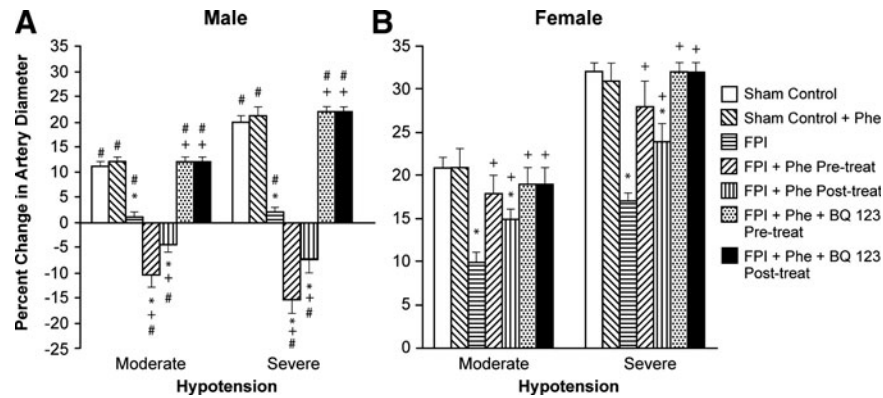 A
Male
Percent Change in Artery Diameter
35
30
25
20
15
10
5
0
-5
-10
-15
-20
-25
# # # * # + # + # * + # * + #
# # # * # + # + # * + # * + #
Moderate Severe
Hypotension
B
Female
35
30
25
20
15
10
5
0
* + + * + +
* + + * + +
Moderate Severe
Hypotension
Sham Control
Sham Control + Phe
FPI
FPI + Phe Pre-treat
FPI + Phe Post-treat
FPI + Phe + BQ 123
Pre-treat
FPI + Phe + BQ 123
Post-treat